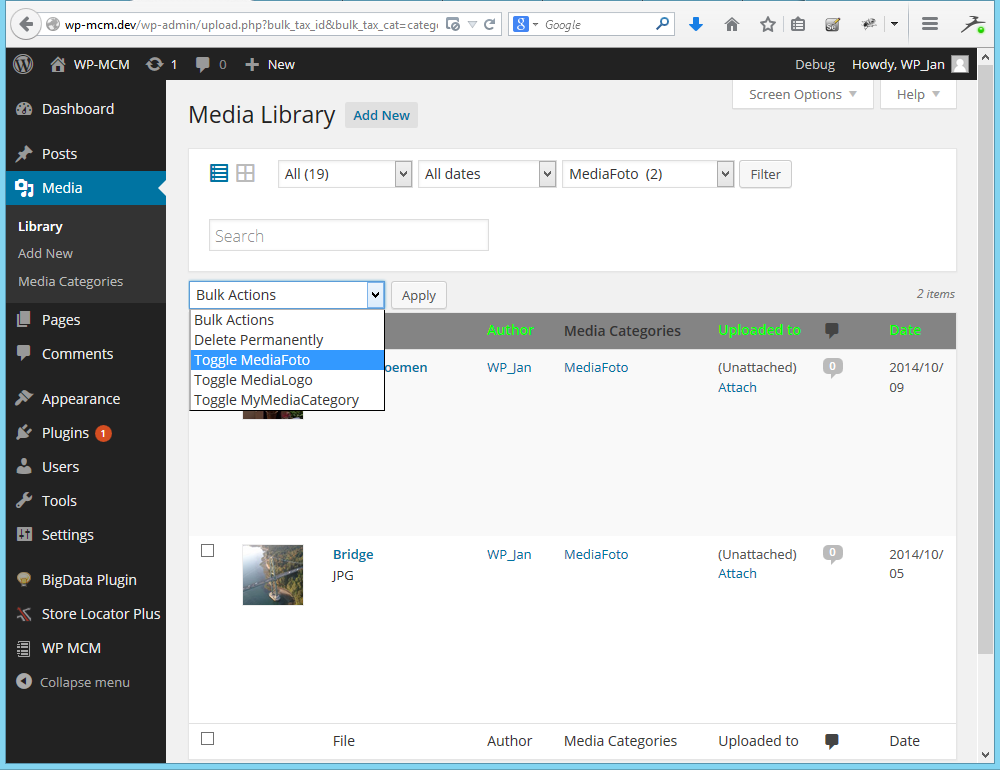 wp-mcm.dev/wp-admin/upload.php?bulk_tax_id&bulk_tax_cat=categ
Google
WP-MCM 1 0 New Debug Howdy, WP_Jan
Screen Options Help
Dashboard
Posts
Media
Library
Add New
Media Categories
Pages
Comments
Appearance
Plugins 1
Users
Tools
Settings
BigData Plugin
Store Locator Plus
WP MCM
Collapse menu
Media Library Add New
All (19) All dates MediaFoto (2) Filter
Search
Bulk Actions Apply 2 items
Bulk Actions
Delete Permanently
Toggle MediaFoto
Toggle MediaLogo
Toggle MyMediaCategory
Author Media Categories Uploaded to Date
oemen WP_Jan MediaFoto (Unattached) 0 2014/10/
Attach 09
Bridge WP_Jan MediaFoto (Unattached) 0 2014/10/
JPG Attach 05
File Author Media Categories Uploaded to Date